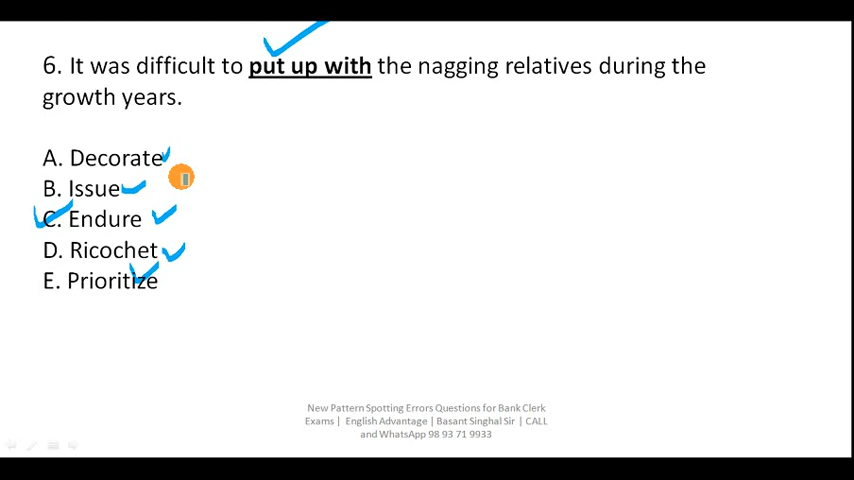 6. It was difficult to put up with the nagging relatives during the
growth years.
A. Decorate
B. Issue
C. Endure
D. Ricochet
E. Prioritize
New Pattern Spotting Errors Questions for Bank Clerk
Exams | English Advantage | Basant Singhal Sir | CALL
and WhatsApp 98 93 71 9933